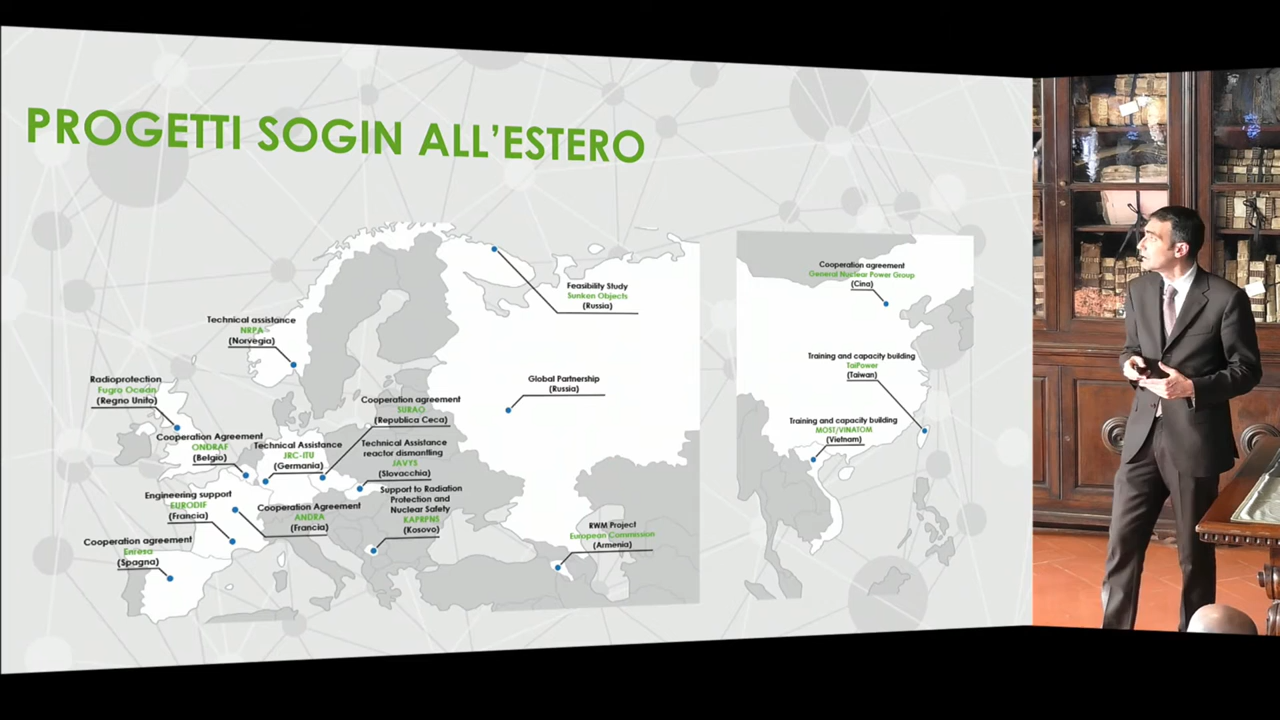 PROGETTI SOGIN ALL'ESTERO
Feasibility Study
Sunken Objects
(Russia)
Technical assistance
NRPA
(Norvegia)
Global Partnership
(Russia)
Radioprotection
Fugro Ocean
(Regno Unito)
Cooperation agreement
SURAO
(Republica Ceca)
Cooperation Agreement
ONDRAF
(Belgio)
Technical Assistance
JRC-ITU
(Germania)
Technical Assistance
reactor dismantling
JAVYS
(Slovacchia)
Engineering support
EURODIF
(Francia)
Cooperation Agreement
ANDRA
(Francia)
Support to Radiation
Protection and
Nuclear Safety
KAPRPNS
(Kosovo)
Cooperation agreement
Enresa
(Spagna)
RWM Project
European Commission
(Armenia)
Cooperation agreement
General Nuclear Power Group
(Cina)
Training and capacity building
TaiPower
(Taiwan)
Training and capacity building
MOST/VINATOM
(Vietnam)